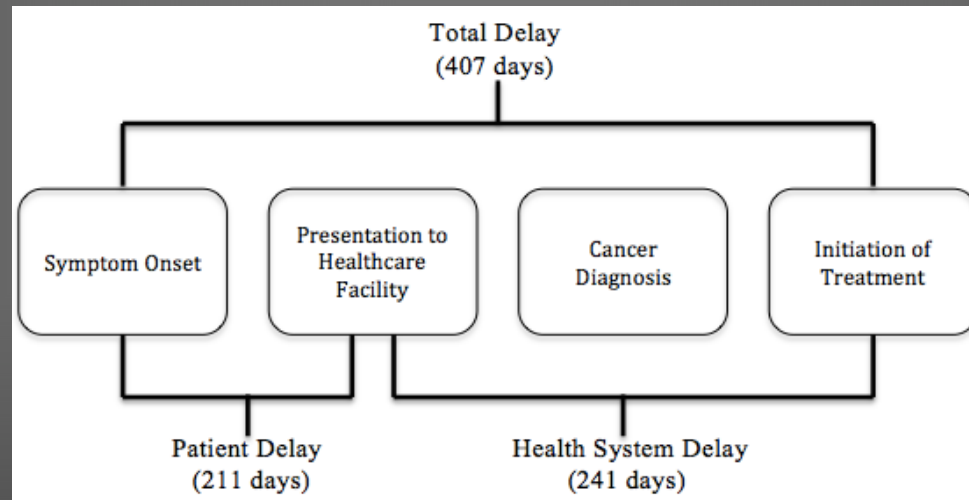 Total Delay
(407 days)
Symptom Onset
Presentation to
Healthcare
Facility
Cancer
Diagnosis
Initiation of
Treatment
Patient Delay
(211 days)
Health System Delay
(241 days)